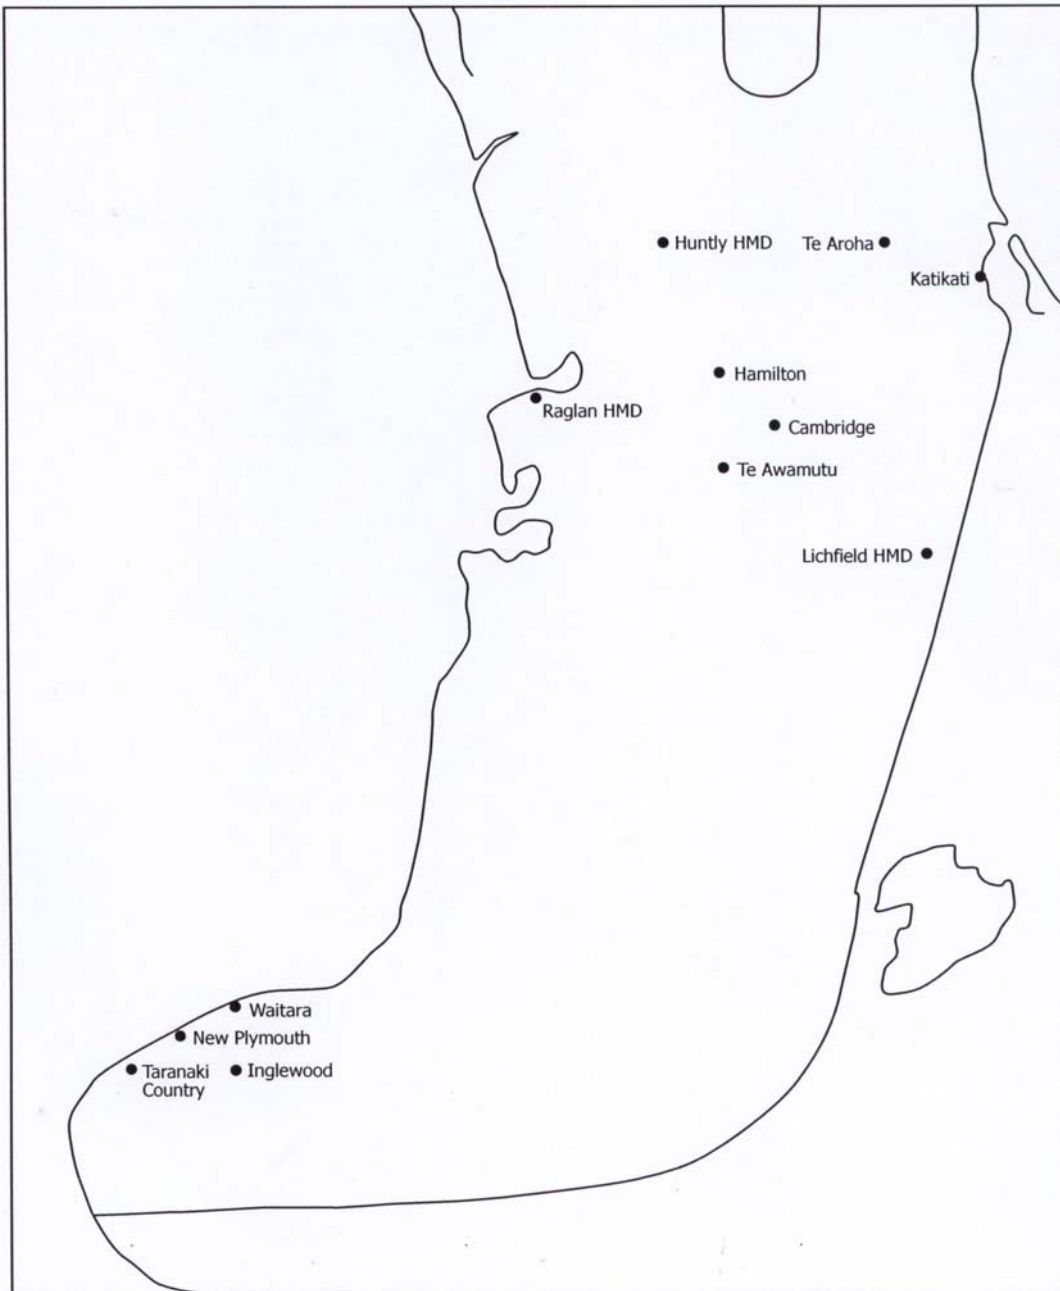 Huntly HMD
Te Aroha
Katikati
Hamilton
Raglan HMD
Cambridge
Te Awamutu
Lichfield HMD
Waitara
New Plymouth
Taranaki
Country
Inglewood